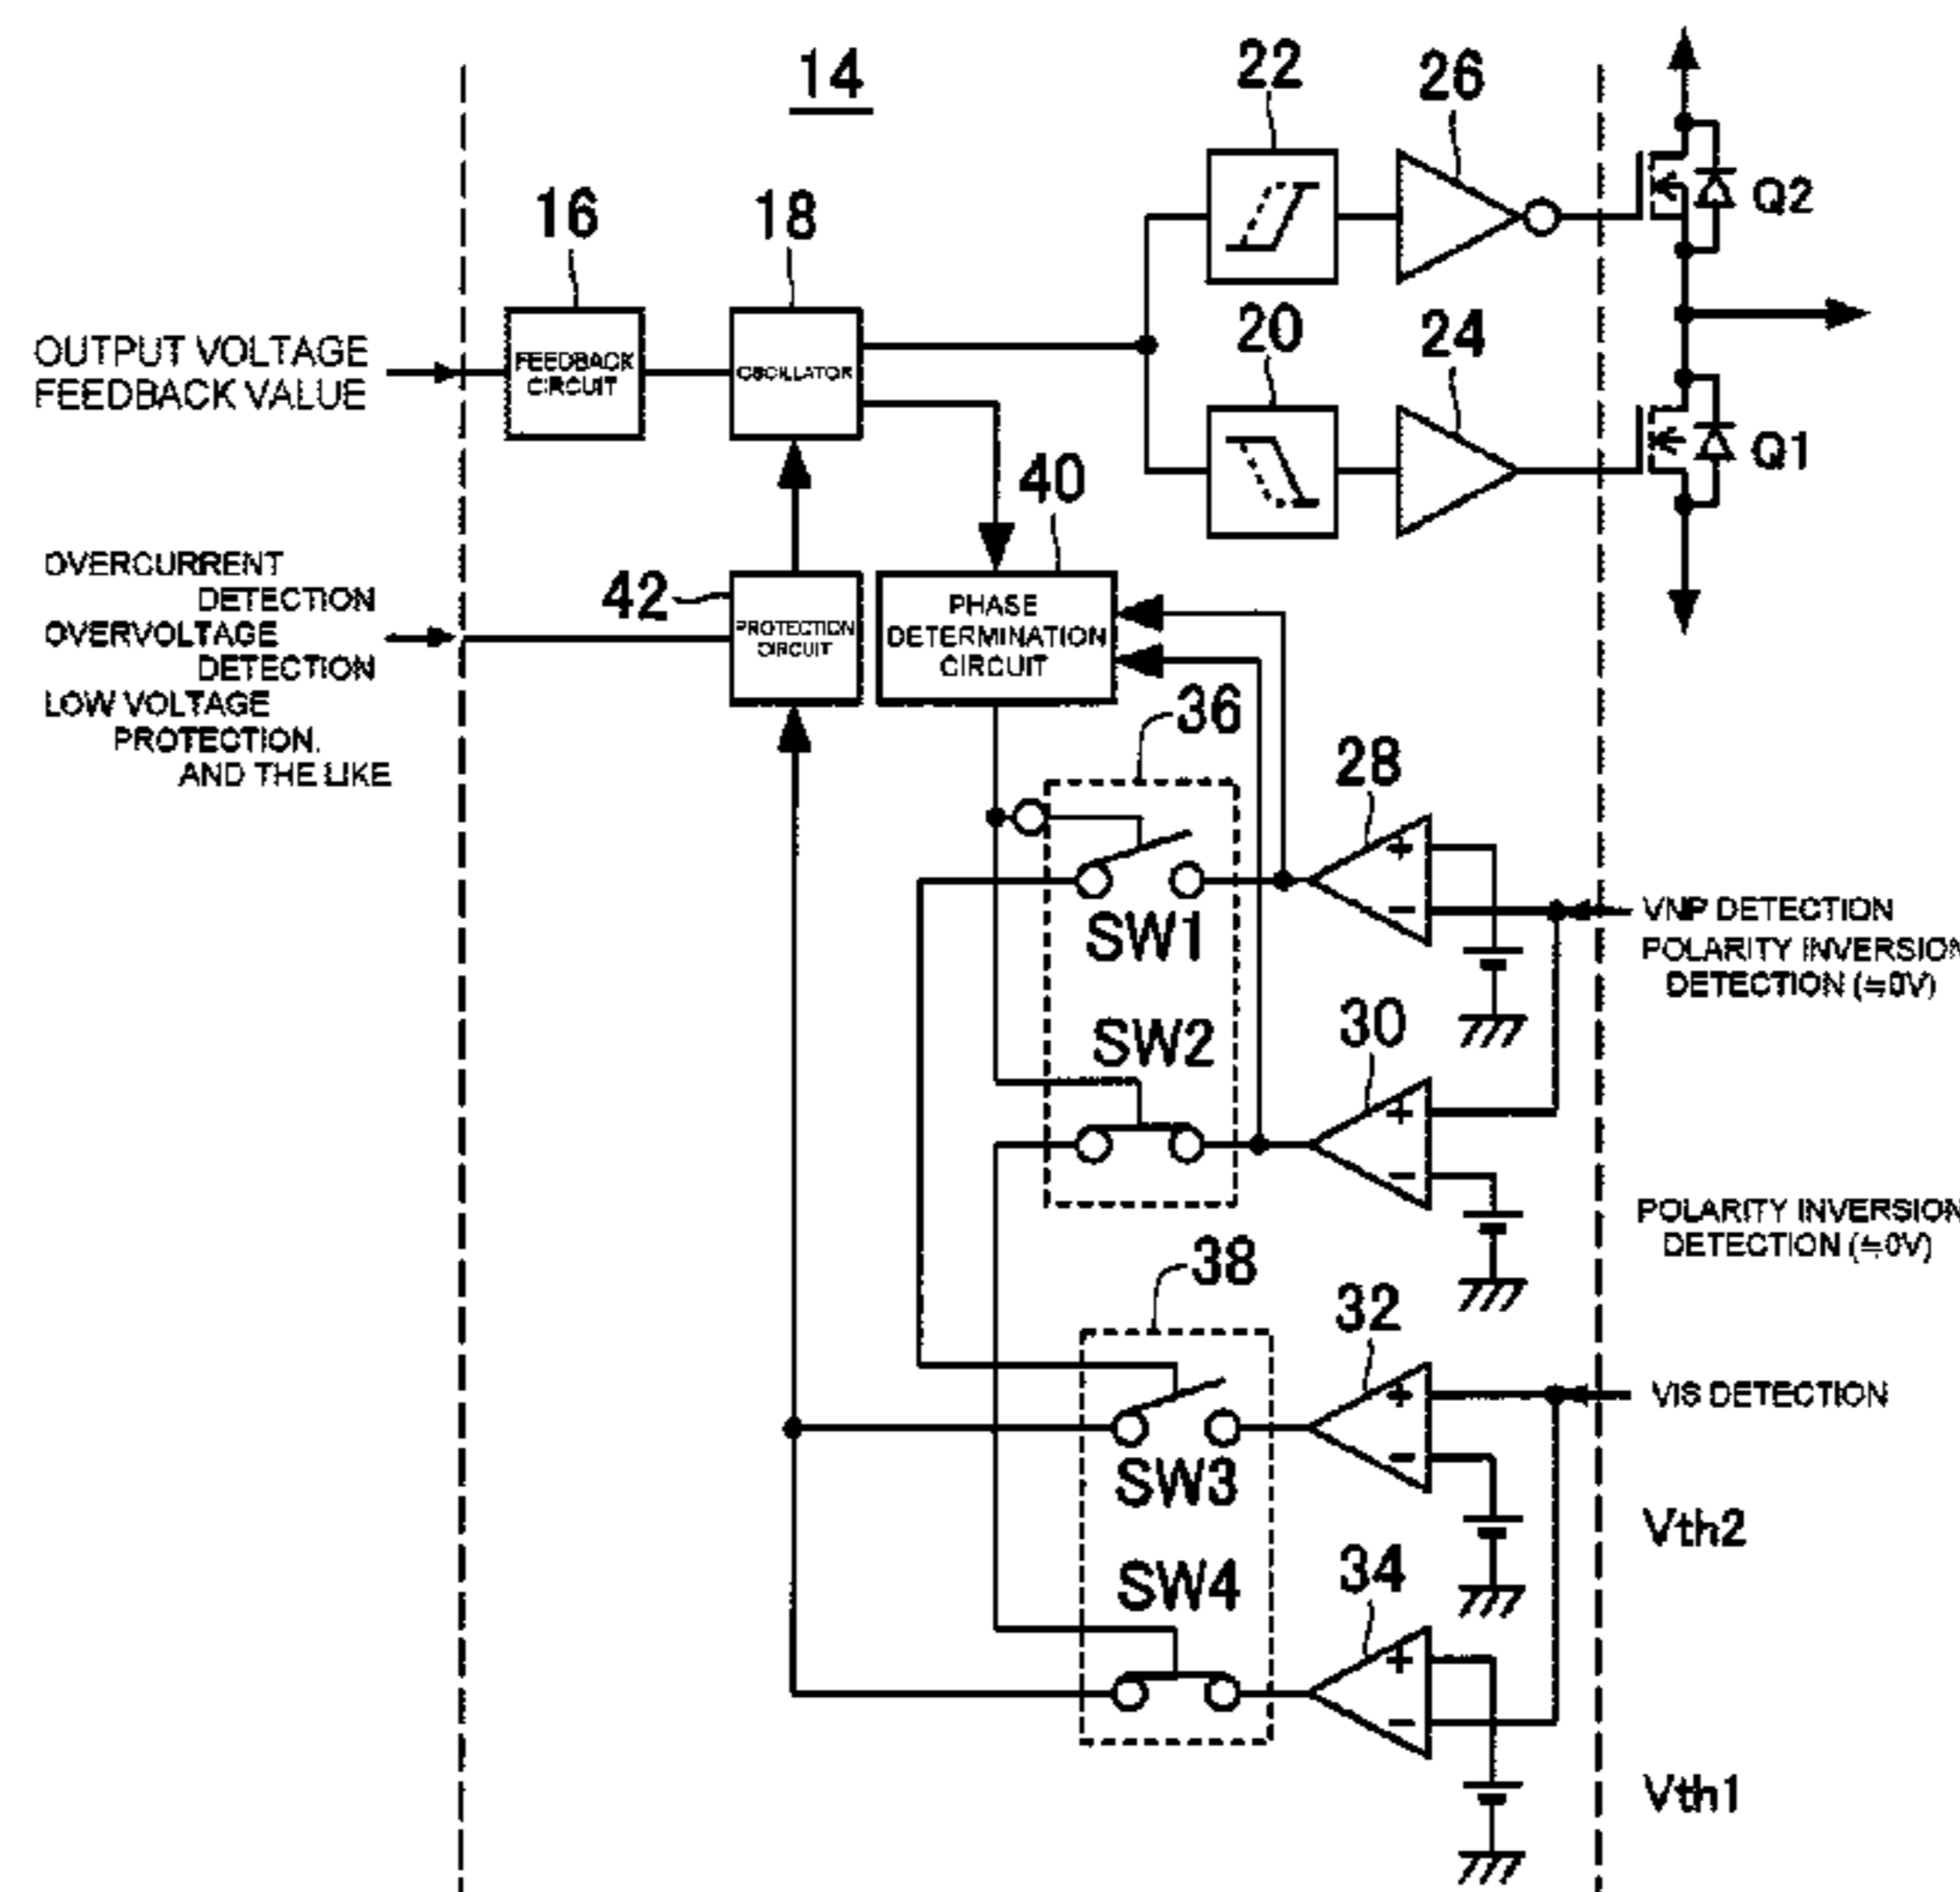 14
22
26
Q2
16
18
OUTPUT VOLTAGE
FEEDBACK VALUE
FEEDBACK
CIRCUIT
OSCILLATOR
20
24
Q1
40
OVERCURRENT
DETECTION
OVERVOLTAGE
DETECTION
LOW VOLTAGE
PROTECTION,
AND THE LIKE
42
PROTECTION
CIRCUIT
PHASE
DETERMINATION
CIRCUIT
36
28
+
−
SW1
VNP DETECTION
POLARITY INVERSION
DETECTION (≒0V)
SW2
30
+
−
POLARITY INVERSION
DETECTION (≒0V)
38
32
+
−
VIS DETECTION
SW3
Vth2
SW4
34
+
−
Vth1